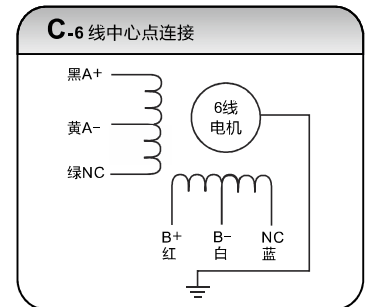 C-6 线中心点连接
黑A+
黄A-
绿NC
6线
电机
B+ B- NC
红 白 蓝